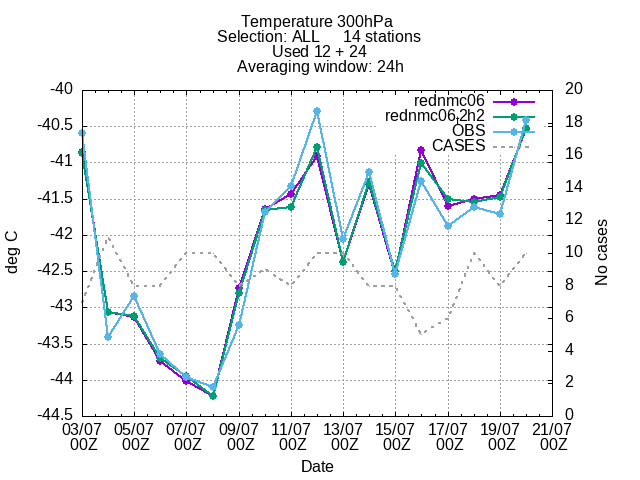 Temperature 300hPa
Selection: ALL 14 stations
Used 12 + 24
Averaging window: 24h
rednmc06
rednmc06,2h2
OBS
CASES
-40
-40.5
-41
-41.5
-42
-42.5
-43
-43.5
-44
-44.5
deg C
20
18
16
14
12
10
8
6
4
2
0
No cases
03/07 05/07 07/07 09/07 11/07 13/07 15/07 17/07 19/07 21/07
00Z 00Z 00Z 00Z 00Z 00Z 00Z 00Z 00Z 00Z
Date